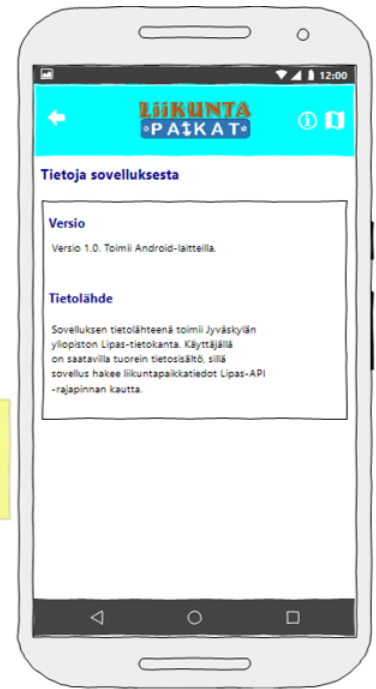 12:00
LIIKUNTA
PAIKAT
Tietoja sovelluksesta
Versio
Versio 1.0. Toimii Android-laitteilla.
Tietolähde
Sovelluksen tietolähteenä toimii Jyväskylän
yliopiston Lipas-tietokanta. Käyttäjällä
on saatavilla tuorein tietosisältö, sillä
sovellus hakee liikuntapaikkatiedot Lipas-API
-rajapinnan kautta.